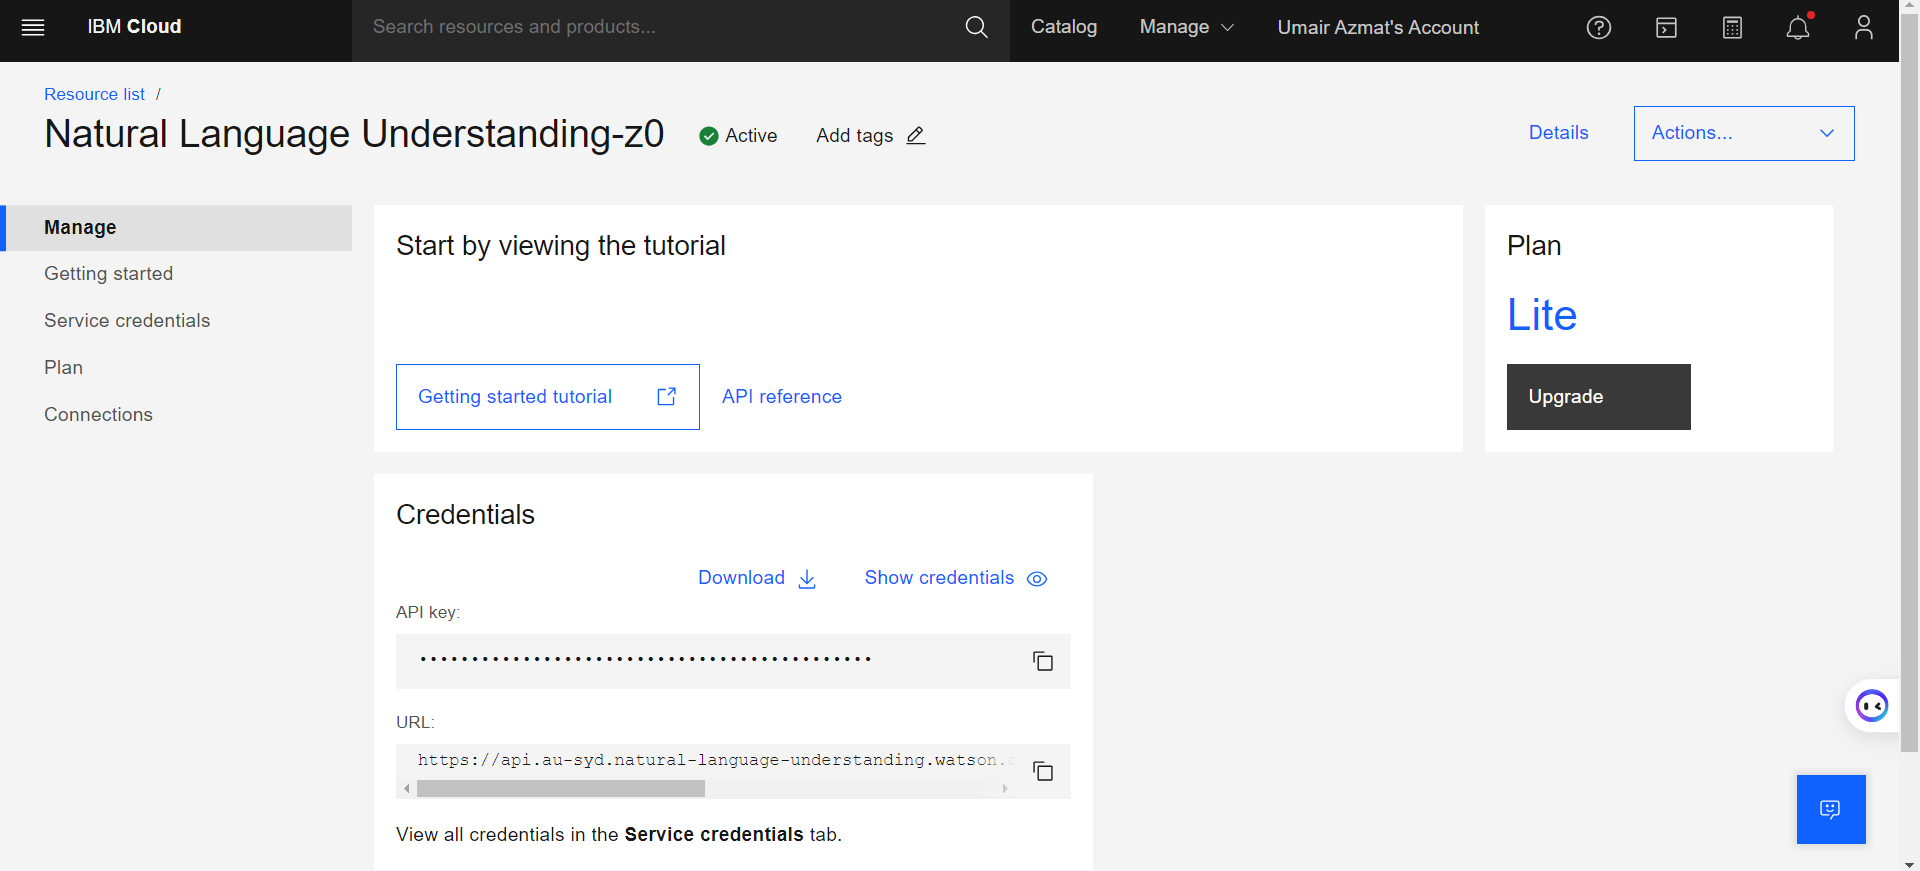 IBM Cloud
Search resources and products...
Catalog
Manage
Umair Azmat's Account
Resource list /
Natural Language Understanding-z0
Active
Add tags
Details
Actions...
Manage
Getting started
Service credentials
Plan
Connections
Start by viewing the tutorial
Getting started tutorial
API reference
Plan
Lite
Upgrade
Credentials
Download
Show credentials
API key:
••••••••••••••••••••••••••••••••••••••••••••
URL:
https://api.au-syd.natural-language-understanding.watson.
View all credentials in the Service credentials tab.